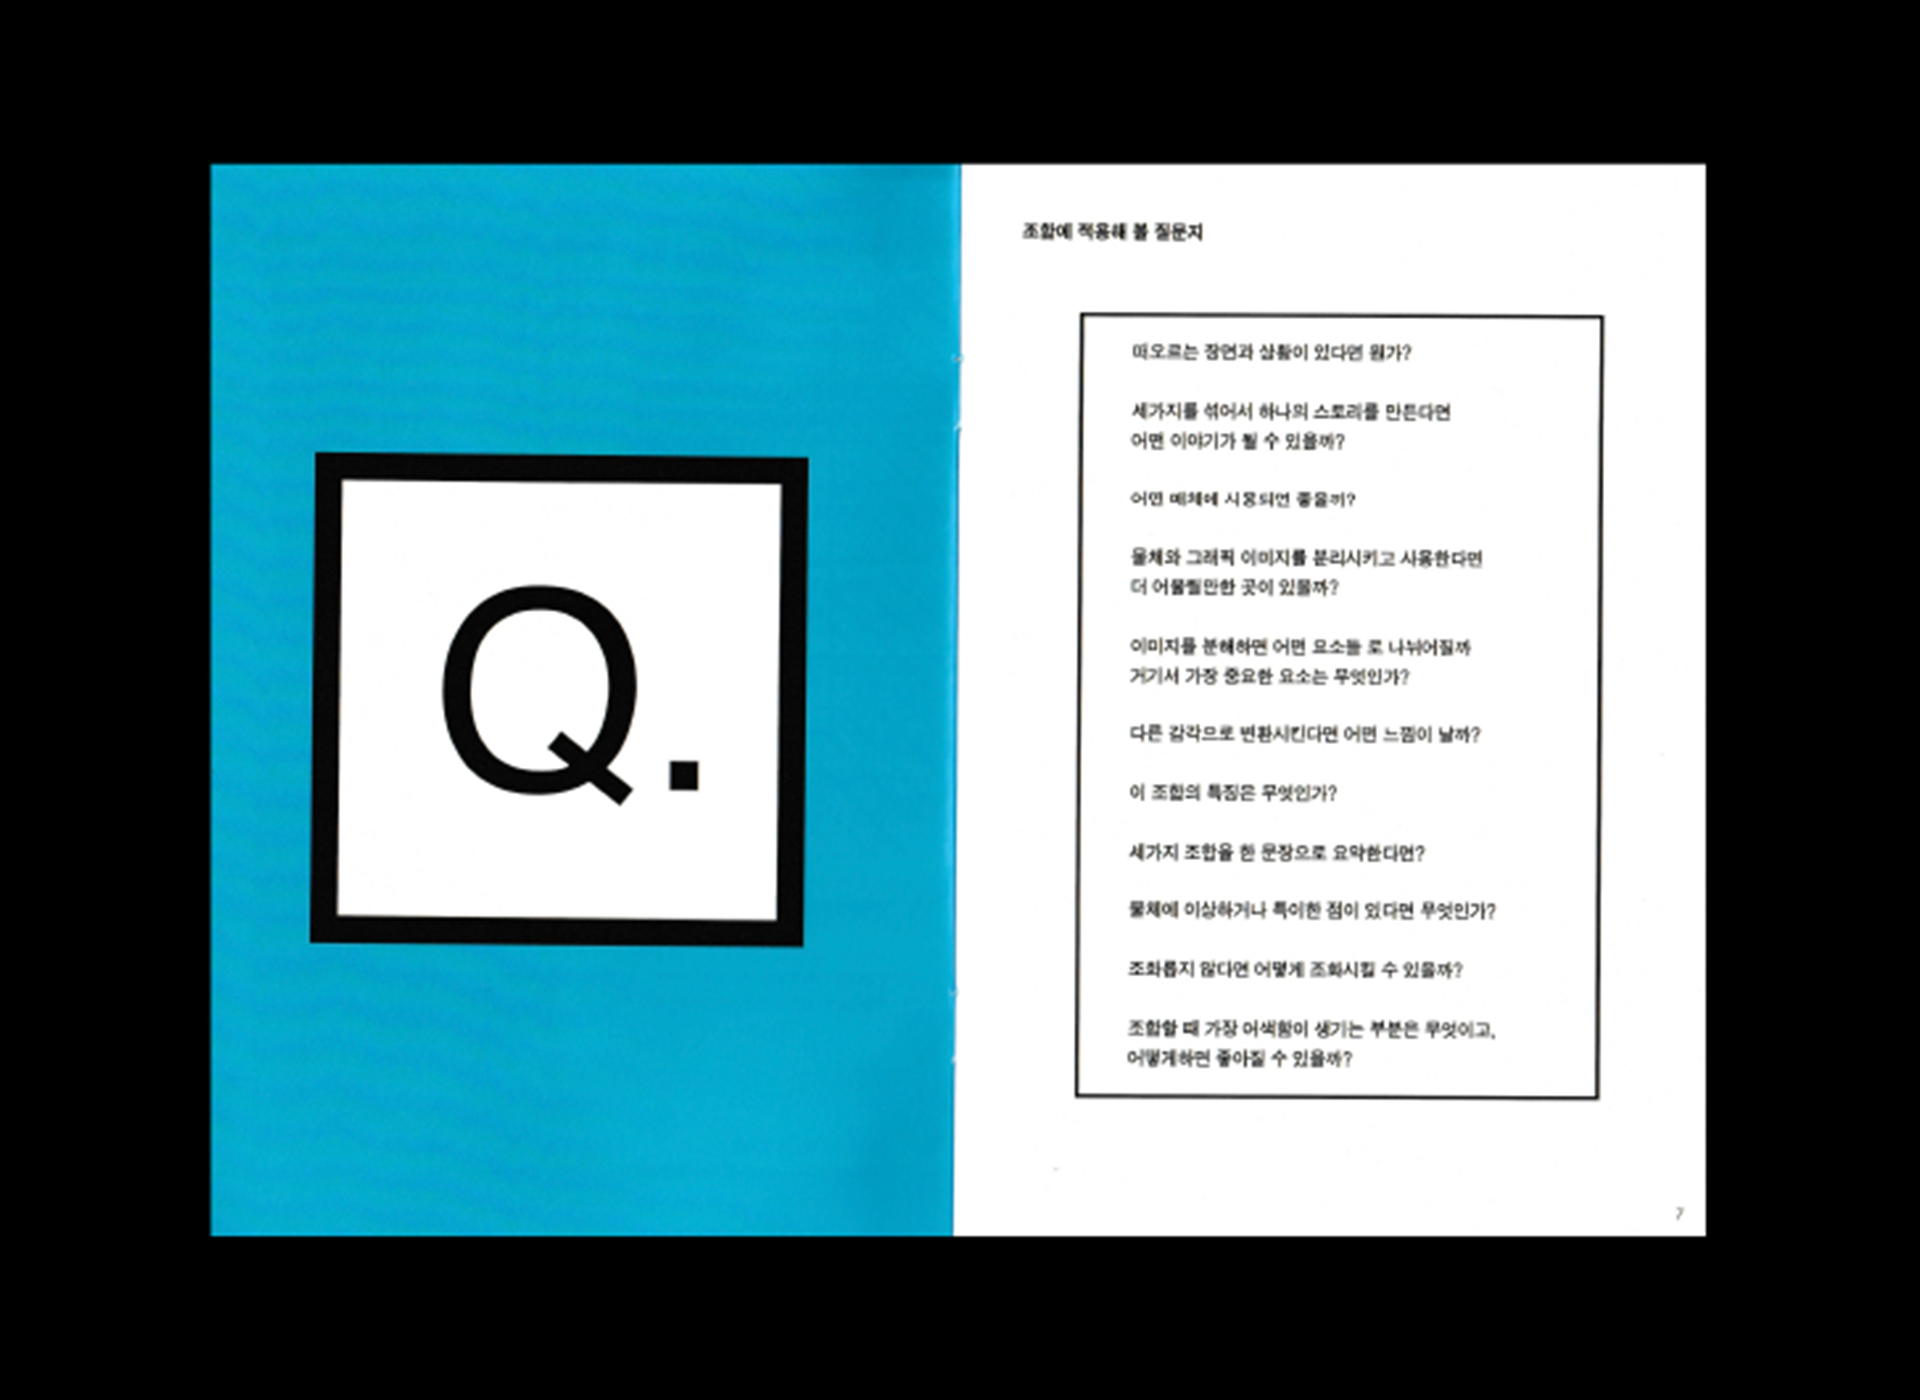 Q.
조합에 적용해 볼 질문지
떠오르는 장면과 상황이 있다면 뭔가?
세가지를 섞어서 하나의 스토리를 만든다면
어떤 이야기가 될 수 있을까?
어떤 매체에 사용되면 좋을까?
물체와 그래픽 이미지를 분리시키고 사용한다면
더 어울릴만한 곳이 있을까?
이미지를 분해하면 어떤 요소들 로 나뉘어질까
거기서 가장 중요한 요소는 무엇인가?
다른 감각으로 변환시킨다면 어떤 느낌이 날까?
이 조합의 특징은 무엇인가?
세가지 조합을 한 문장으로 요약한다면?
물체에 이상하거나 특이한 점이 있다면 무엇인가?
조화롭지 않다면 어떻게 조화시킬 수 있을까?
조합할 때 가장 어색함이 생기는 부분은 무엇이고,
어떻게하면 좋아질 수 있을까?
7